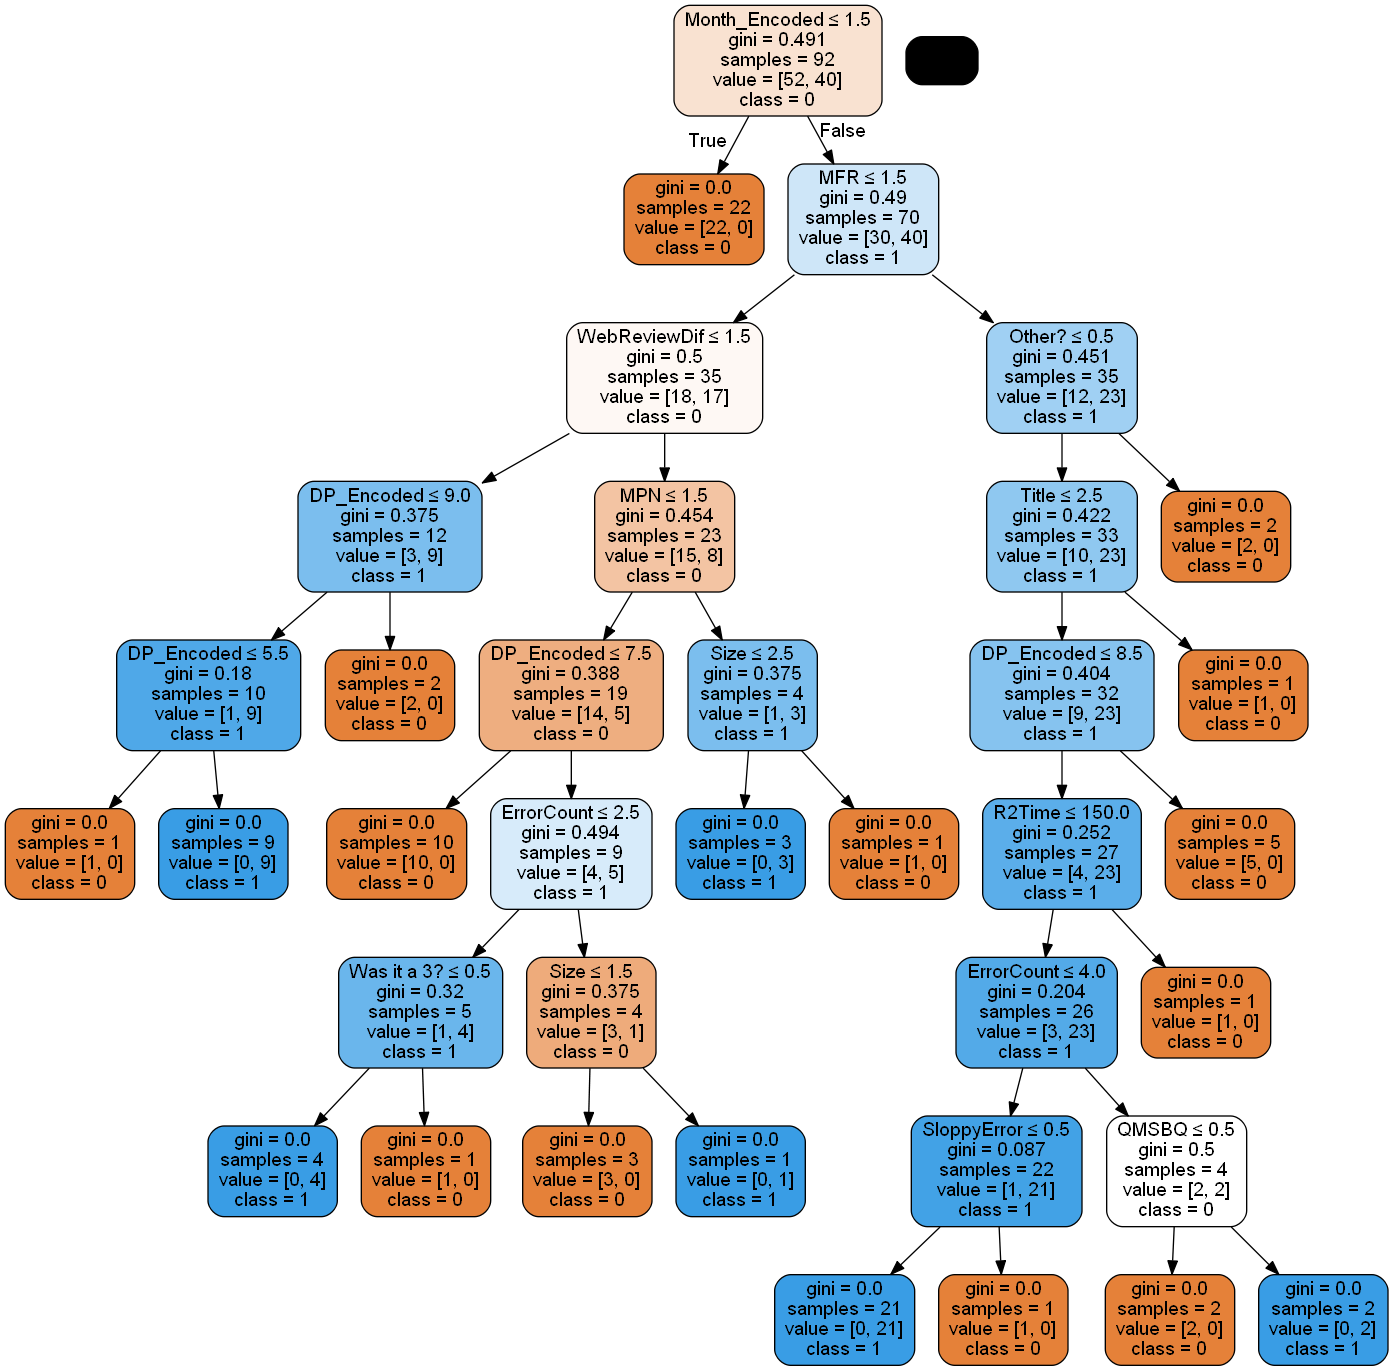 Month_Encoded ≤ 1.5
gini = 0.491
samples = 92
value = [52, 40]
class = 0
True
False
gini = 0.0
samples = 22
value = [22, 0]
class = 0
MFR ≤ 1.5
gini = 0.49
samples = 70
value = [30, 40]
class = 1
WebReviewDif ≤ 1.5
gini = 0.5
samples = 35
value = [18, 17]
class = 0
Other? ≤ 0.5
gini = 0.451
samples = 35
value = [12, 23]
class = 1
DP_Encoded ≤ 9.0
gini = 0.375
samples = 12
value = [3, 9]
class = 1
MPN ≤ 1.5
gini = 0.454
samples = 23
value = [15, 8]
class = 0
Title ≤ 2.5
gini = 0.422
samples = 33
value = [10, 23]
class = 1
gini = 0.0
samples = 2
value = [2, 0]
class = 0
DP_Encoded ≤ 5.5
gini = 0.18
samples = 10
value = [1, 9]
class = 1
gini = 0.0
samples = 2
value = [2, 0]
class = 0
DP_Encoded ≤ 7.5
gini = 0.388
samples = 19
value = [14, 5]
class = 0
Size ≤ 2.5
gini = 0.375
samples = 4
value = [1, 3]
class = 1
DP_Encoded ≤ 8.5
gini = 0.404
samples = 32
value = [9, 23]
class = 1
gini = 0.0
samples = 1
value = [1, 0]
class = 0
gini = 0.0
samples = 1
value = [1, 0]
class = 0
gini = 0.0
samples = 9
value = [0, 9]
class = 1
gini = 0.0
samples = 10
value = [10, 0]
class = 0
ErrorCount ≤ 2.5
gini = 0.494
samples = 9
value = [4, 5]
class = 1
gini = 0.0
samples = 3
value = [0, 3]
class = 1
gini = 0.0
samples = 1
value = [1, 0]
class = 0
R2Time ≤ 150.0
gini = 0.252
samples = 27
value = [4, 23]
class = 1
gini = 0.0
samples = 5
value = [5, 0]
class = 0
Was it a 3? ≤ 0.5
gini = 0.32
samples = 5
value = [1, 4]
class = 1
Size ≤ 1.5
gini = 0.375
samples = 4
value = [3, 1]
class = 0
ErrorCount ≤ 4.0
gini = 0.204
samples = 26
value = [3, 23]
class = 1
gini = 0.0
samples = 1
value = [1, 0]
class = 0
gini = 0.0
samples = 4
value = [0, 4]
class = 1
gini = 0.0
samples = 1
value = [1, 0]
class = 0
gini = 0.0
samples = 3
value = [3, 0]
class = 0
gini = 0.0
samples = 1
value = [0, 1]
class = 1
SloppyError ≤ 0.5
gini = 0.087
samples = 22
value = [1, 21]
class = 1
QMSBQ ≤ 0.5
gini = 0.5
samples = 4
value = [2, 2]
class = 0
gini = 0.0
samples = 21
value = [0, 21]
class = 1
gini = 0.0
samples = 1
value = [1, 0]
class = 0
gini = 0.0
samples = 2
value = [2, 0]
class = 0
gini = 0.0
samples = 2
value = [0, 2]
class = 1